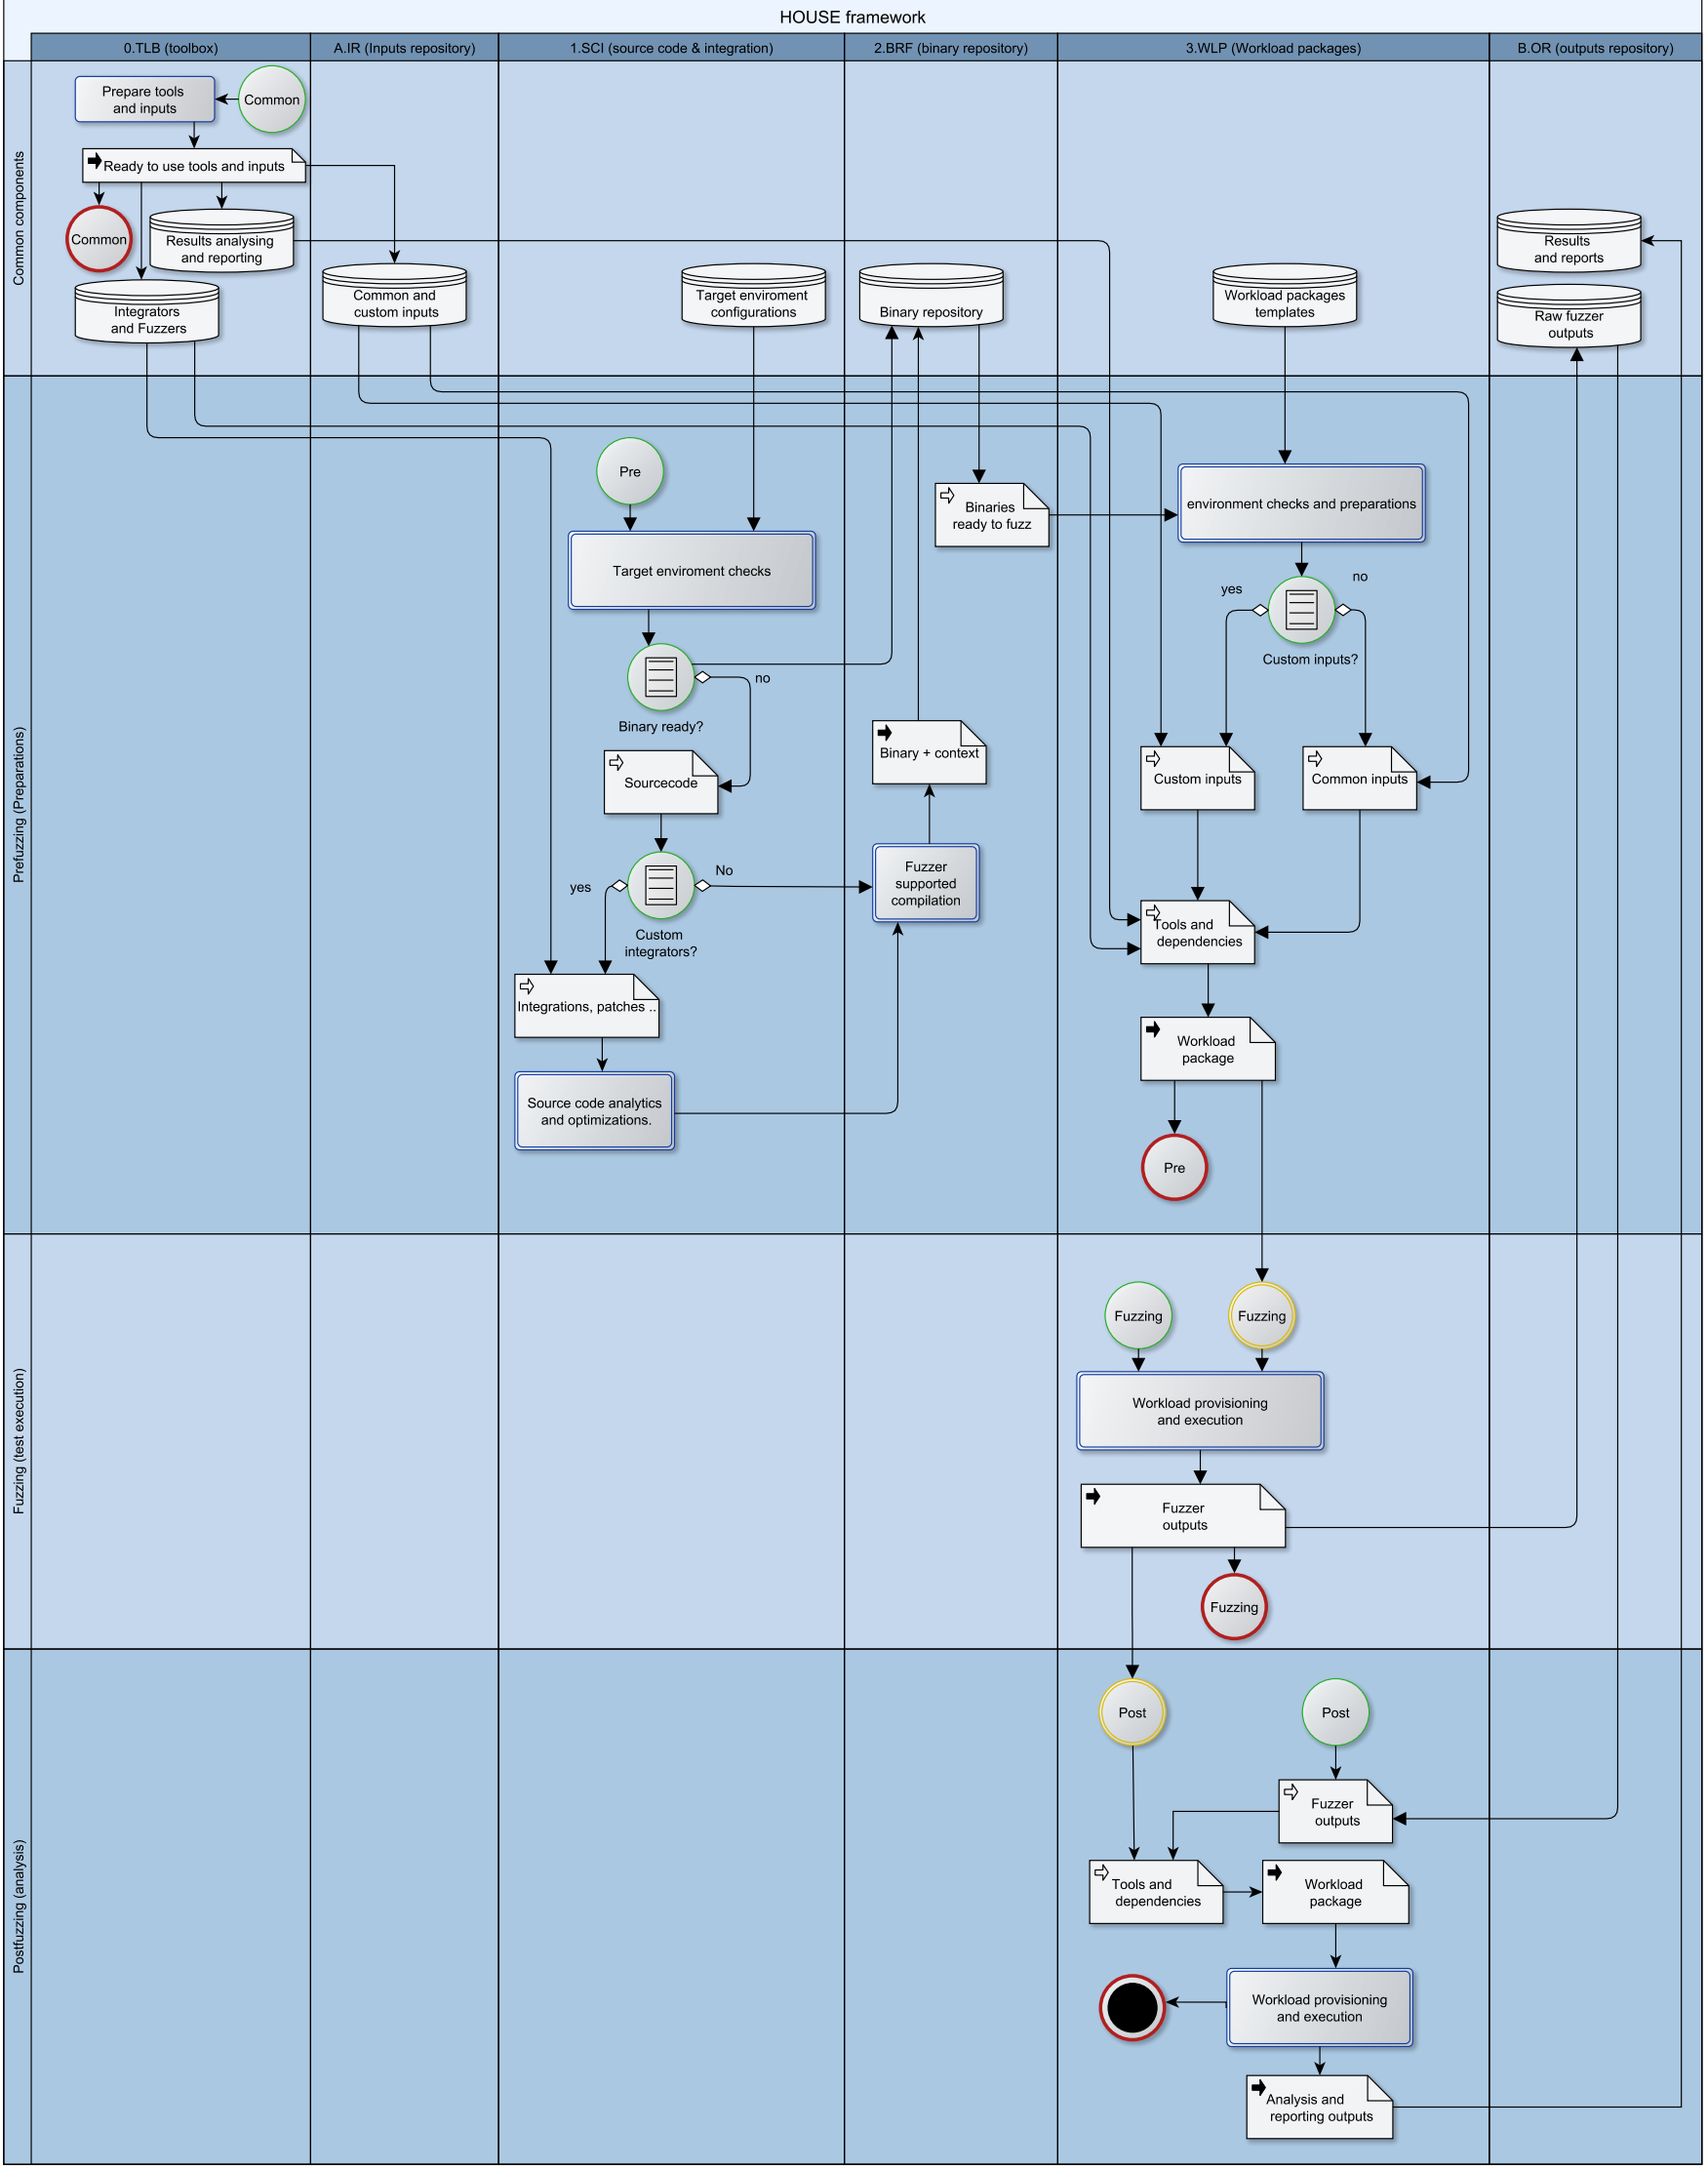 HOUSE framework
0.TLB (toolbox)
A.IR (Inputs repository)
1.SCI (source code & integration)
2.BRF (binary repository)
3.WLP (Workload packages)
B.OR (outputs repository)
Common components
Prepare tools
and inputs
Common
Ready to use tools and inputs
Common
Results analysing
and reporting
Integrators
and Fuzzers
Common and
custom inputs
Target enviroment
configurations
Binary repository
Workload packages
templates
Results
and reports
Raw fuzzer
outputs
Prefuzzing (Preparations)
Pre
Target enviroment checks
Binary ready?
no
Sourcecode
Custom
integrators?
yes
No
Integrations, patches ..
Source code analytics
and optimizations.
Binaries
ready to fuzz
Binary + context
Fuzzer
supported
compilation
environment checks and preparations
yes
no
Custom inputs?
Custom inputs
Common inputs
Tools and
dependencies
Workload
package
Pre
Fuzzing (test execution)
Fuzzing
Fuzzing
Workload provisioning
and execution
Fuzzer
outputs
Fuzzing
Postfuzzing (analysis)
Post
Post
Fuzzer
outputs
Tools and
dependencies
Workload
package
Workload provisioning
and execution
Analysis and
reporting outputs